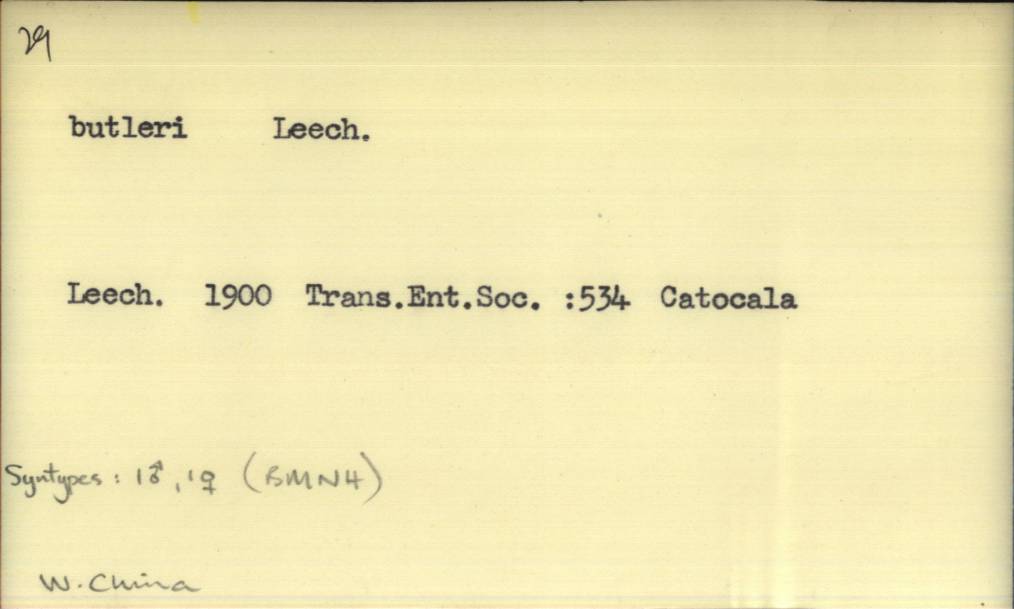 29
butleri Leech.
Leech. 1900 Trans.Ent.Soc. :534 Catocala
Syntypes : 1♂, 1♀ (BMNH)
W. China